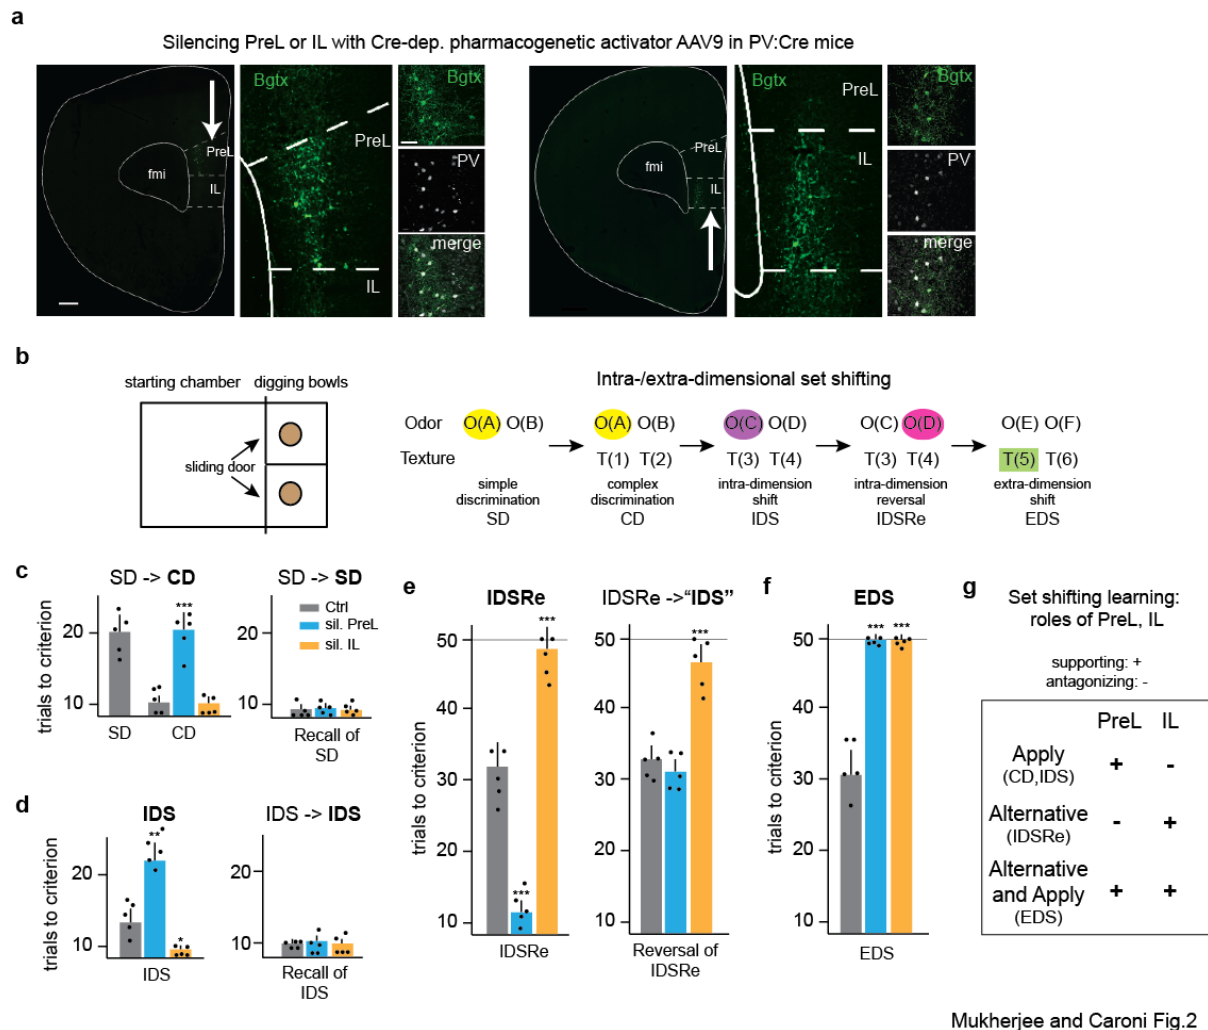 a
Silencing PreL or IL with Cre-dep. pharmacogenetic activator AAV9 in PV:Cre mice
PreL
fmi
IL
Bgtx
PreL
IL
Bgtx
PV
merge
PreL
fmi
IL
Bgtx
PreL
IL
Bgtx
PV
merge
b
starting chamber digging bowls
sliding door
Intra-/extra-dimensional set shifting
Odor O(A) O(B) O(A) O(B) O(C) O(D) O(C) O(D) O(E) O(F)
Texture T(1) T(2) T(3) T(4) T(3) T(4) T(5) T(6)
simple discrimination SD
complex discrimination CD
intra-dimension shift IDS
intra-dimension reversal IDSRe
extra-dimension shift EDS
c
SD -> CD
trials to criterion
20
10
***
SD CD
SD -> SD
Ctrl
sil. PreL
sil. IL
20
10
Recall of
SD
d
IDS
trials to criterion
20
10
**
*
IDS
IDS -> IDS
20
10
Recall of
IDS
e
IDSRe
trials to criterion
50
40
30
20
10
***
***
IDSRe
IDSRe ->"IDS"
50
40
30
20
10
***
Reversal of
IDSRe
f
EDS
trials to criterion
50
40
30
20
10
*** ***
EDS
g
Set shifting learning:
roles of PreL, IL
supporting: +
antagonizing: -
PreL IL
Apply + -
(CD,IDS)
Alternative - +
(IDSRe)
Alternative
and Apply + +
(EDS)
Mukherjee and Caroni Fig.2